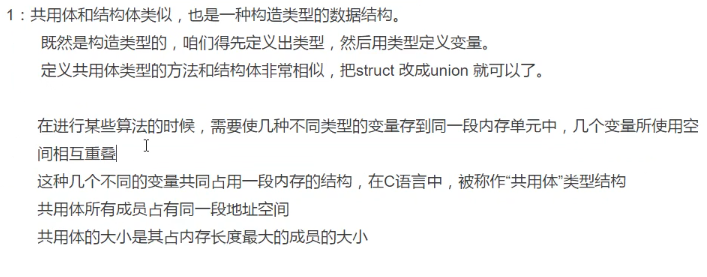 1：共用体和结构体类似，也是一种构造类型的数据结构。
既然是构造类型的，咱们得先定义出类型，然后用类型定义变量。
定义共用体类型的方法和结构体非常相似，把struct 改成union 就可以了。
在进行某些算法的时候，需要使几种不同类型的变量存到同一段内存单元中，几个变量所使用空
间相互重叠
这种几个不同的变量共同占用一段内存的结构，在C语言中，被称作“共用体”类型结构
共用体所有成员占有同一段地址空间
共用体的大小是其占内存长度最大的成员的大小